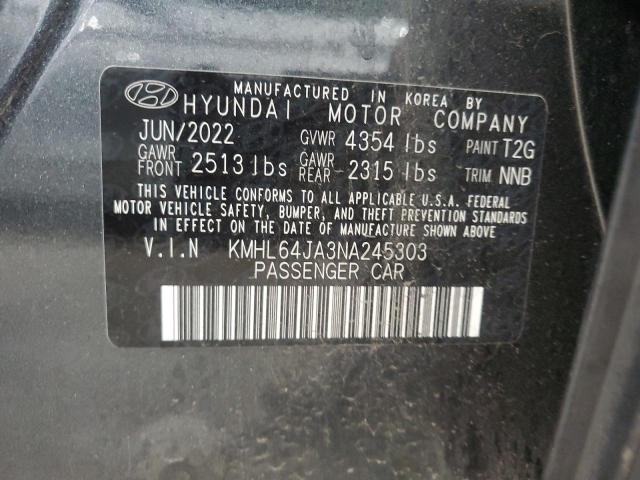 MANUFACTURED IN KOREA BY
HYUNDAI MOTOR COMPANY
JUN/2022 GVWR 4354 lbs PAINT T2G
GAWR FRONT 2513 lbs GAWR REAR 2315 lbs TRIM NNB
THIS VEHICLE CONFORMS TO ALL APPLICABLE U.S.A. FEDERAL
MOTOR VEHICLE SAFETY, BUMPER, AND THEFT PREVENTION STANDARDS
IN EFFECT ON THE DATE OF MANUFACTURE SHOWN ABOVE.
V.I.N KMHL64JA3NA245303
PASSENGER CAR